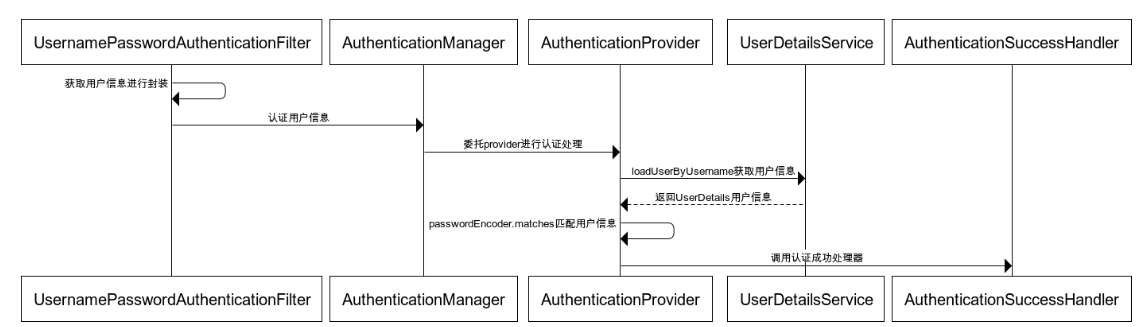 UsernamePasswordAuthenticationFilter
AuthenticationManager
AuthenticationProvider
UserDetailsService
AuthenticationSuccessHandler
获取用户信息进行封装
认证用户信息
委托provider进行认证处理
loadUserByUsername获取用户信息
返回UserDetails用户信息
passwordEncoder.matches匹配用户信息
调用认证成功处理器
UsernamePasswordAuthenticationFilter
AuthenticationManager
AuthenticationProvider
UserDetailsService
AuthenticationSuccessHandler